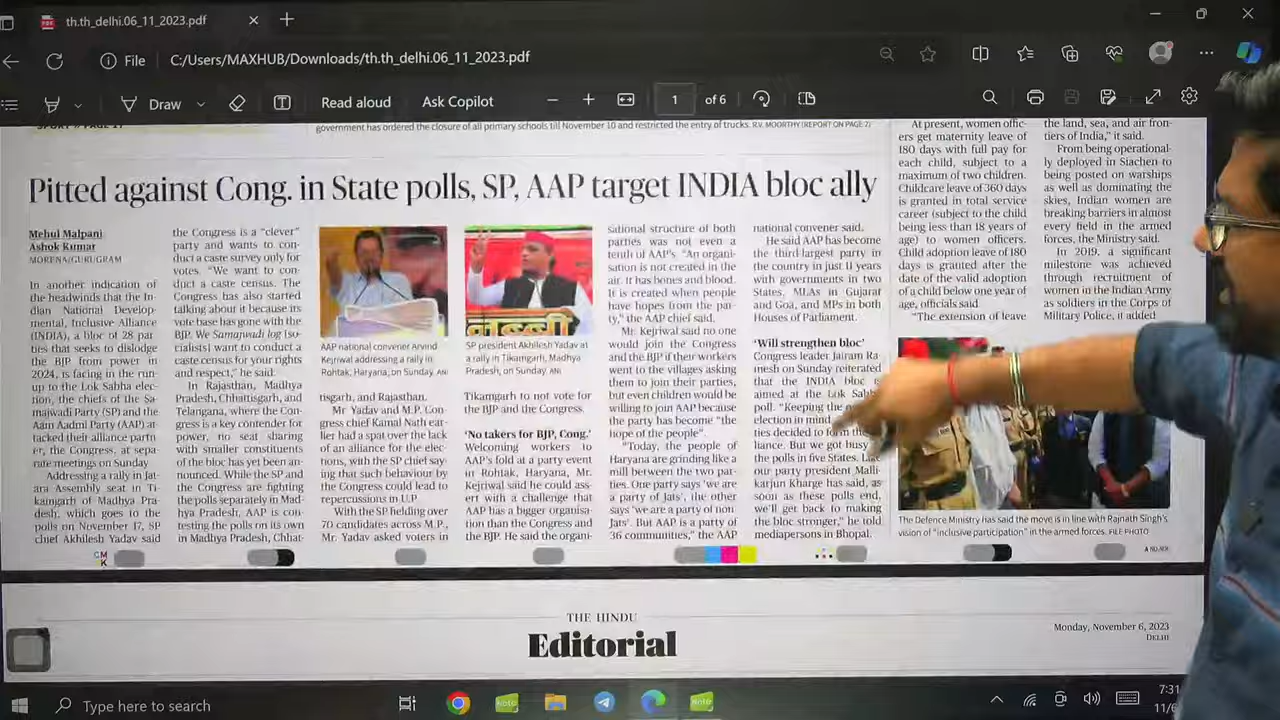 th.th_delhi.06_11_2023.pdf
File
C:/Users/MAXHUB/Downloads/th.th_delhi.06_11_2023.pdf
Draw
Read aloud
Ask Copilot
1 of 6
government has ordered the closure of all primary schools till November 10 and restricted the entry of trucks. R.V. MOORTHY (REPORT ON PAGE 2)
Pitted against Cong. in State polls, SP, AAP target INDIA bloc ally
Mehul Malpani
Ashok Kumar
MORENA/GURUGRAM
In another indication of
the headwinds that the In-
dian National Develop-
mental, Inclusive Alliance
(INDIA), a bloc of 28 par-
ties that seeks to dislodge
the BJP from power in
2024, is facing in the run-
up to the Lok Sabha elec-
tion, the chiefs of the Sa-
majwadi Party (SP) and the
Aam Aadmi Party (AAP) at-
tacked their alliance partn-
er, the Congress, at sepa-
rate meetings on Sunday
Addressing a rally in Jat-
ara Assembly seat in Ti-
kamgarh of Madhya Pra-
desh, which goes to the
polls on November 17, SP
chief Akhilesh Yadav said
the Congress is a “clever”
party and wants to con-
duct a caste survey only for
votes. “We want to con-
duct a caste census. The
Congress has also started
talking about it because its
vote base has gone with the
BJP. We Samajwadi log [so-
cialists] want to conduct a
caste census for your rights
and respect,” he said.
In Rajasthan, Madhya
Pradesh, Chhattisgarh, and
Telangana, where the Con-
gress is a key contender for
power, no seat sharing
with smaller constituents
of the bloc has yet been an-
nounced. While the SP and
the Congress are fighting
the polls separately in Mad-
hya Pradesh, AAP is con-
testing the polls on its own
in Madhya Pradesh, Chhat-
AAP national convener Arvind
Kejriwal addressing a rally in
Rohtak, Haryana, on Sunday. ANI
tisgarh, and Rajasthan.
Mr Yadav and M.P. Con-
gress chief Kamal Nath ear-
lier had a spat over the lack
of an alliance for the elec-
tions, with the SP chief say-
ing that such behaviour by
the Congress could lead to
repercussions in U.P
With the SP fielding over
70 candidates across M.P.,
Mr. Yadav asked voters in
SP president Akhilesh Yadav at
a rally in Tikamgarh, Madhya
Pradesh, on Sunday. ANI
Tikamgarh to not vote for
the BJP and the Congress.
‘No takers for BJP, Cong.’
Welcoming workers to
AAP's fold at a party event
in Rohtak, Haryana, Mr.
Kejriwal said he could ass-
ert with a challenge that
AAP has a bigger organisa-
tion than the Congress and
the BJP. He said the organi-
sational structure of both
parties was not even a
tenth of AAP's. “An organi-
sation is not created in the
air. It has bones and blood.
It is created when people
have hopes from the par-
ty,” the AAP chief said.
Mr. Kejriwal said no one
would join the Congress
and the BJP if their workers
went to the villages asking
them to join their parties,
but even children would be
willing to join AAP because
the party has become “the
hope of the people”.
“Today, the people of
Haryana are grinding like a
mill between the two par-
ties. One party says ‘we are
a party of Jats’, the other
says ‘we are a party of non-
Jats’. But AAP is a party of
36 communities,” the AAP
national convener said.
He said AAP has become
the third-largest party in
the country in just 11 years
with governments in two
States, MLAs in Gujarat
and Goa, and MPs in both
Houses of Parliament.
‘Will strengthen bloc’
Congress leader Jairam Ra-
mesh on Sunday reiterated
that the INDIA bloc is
aimed at the Lok Sabh
poll. “Keeping the
election in mind
ties decided to form the
liance. But we got busy
the polls in five States. Like
our party president Malli-
karjun Kharge has said, as
soon as these polls end,
we'll get back to making
the bloc stronger,” he told
mediapersons in Bhopal.
At present, women offic-
ers get maternity leave of
180 days with full pay for
each child, subject to a
maximum of two children.
Childcare leave of 360 days
is granted in total service
career (subject to the child
being less than 18 years of
age) to women officers.
Child adoption leave of 180
days is granted after the
date of the valid adoption
of a child below one year of
age, officials said
“The extension of leave
the land, sea, and air fron-
tiers of India,” it said.
From being operational-
ly deployed in Siachen to
being posted on warships
as well as dominating the
skies, Indian women are
breaking barriers in almost
every field in the armed
forces, the Ministry said.
In 2019, a significant
milestone was achieved
through recruitment of
women in the Indian Army
as soldiers in the Corps of
Military Police, it added
The Defence Ministry has said the move is in line with Rajnath Singh's
vision of “inclusive participation” in the armed forces. FILE PHOTO
CM
K
A ND-NDE
THE HINDU
Editorial
Monday, November 6, 2023
DELHI
Type here to search
7:31
11/6